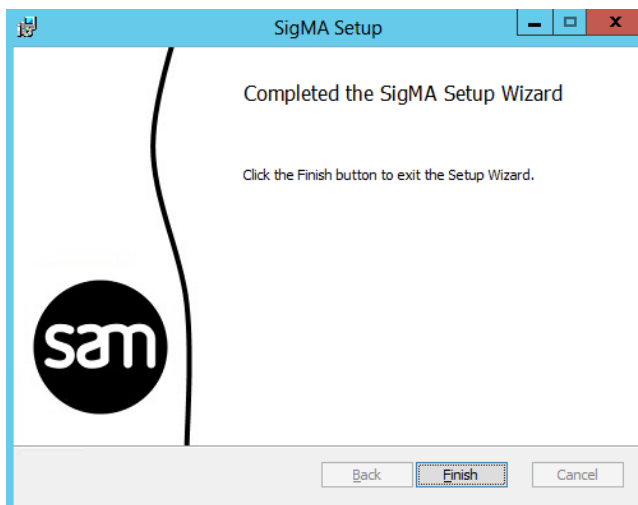 SigMA Setup
Completed the SigMA Setup Wizard
Click the Finish button to exit the Setup Wizard.
sam
Back Finish Cancel